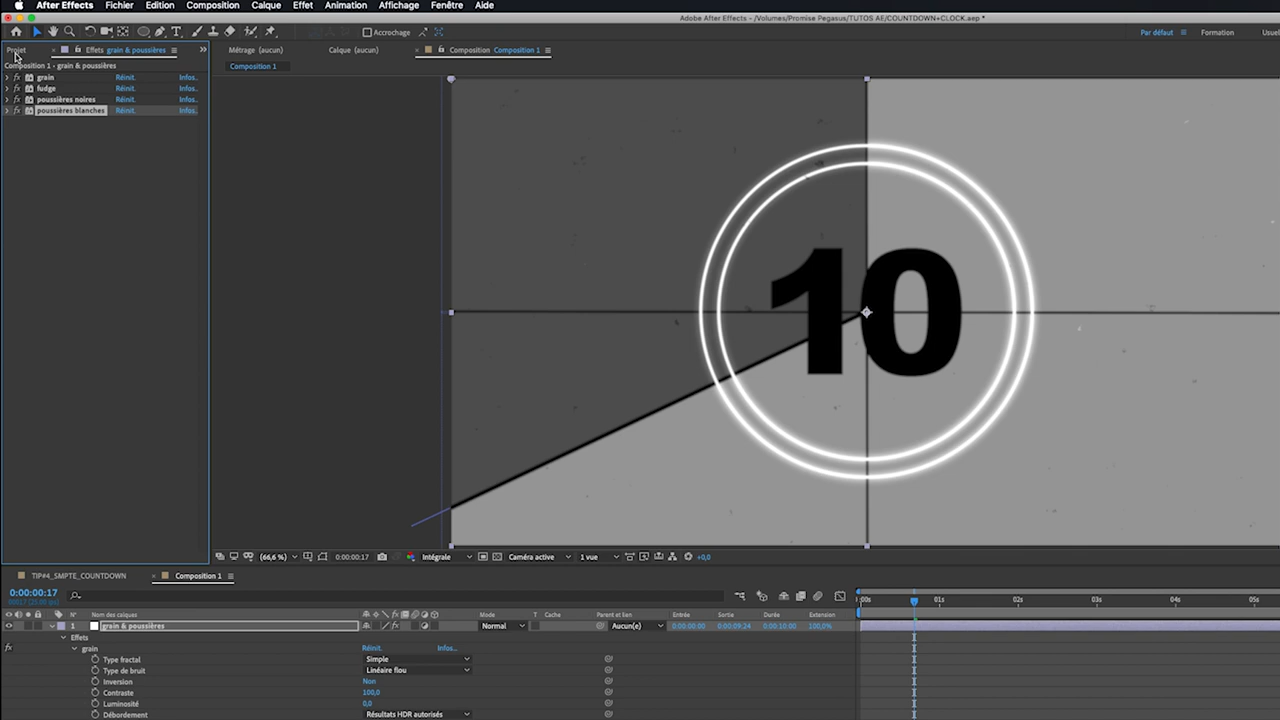 After Effects Fichier Edition Composition Calque Effet Animation Affichage Fenêtre Aide
Adobe After Effects - /Volumes/Promise Pegasus/TUTOS AE/COUNTDOWN+CLOCK.aep *
Accrochage Par défaut Formation Usuel
Projet Effets grain & poussières Métrage (aucun) Calque (aucun) Composition Composition 1
Composition 1 · grain & poussières Composition 1
grain Réinit. Infos..
fudge Réinit. Infos..
poussières noires Réinit. Infos..
poussières blanches Réinit. Infos..
10
(66,6 %) 0:00:00:17 Intégrale Caméra active 1 vue +0,0
TIP#4_SMPTE_COUNTDOWN Composition 1
0:00:00:17
:00s 01s 02s 03s 04s 05s
N° Nom des calques Mode T Cache Parent et lien Entrée Sortie Durée Extension
1 grain & poussières Normal Aucun(e) 0:00:00:00 0:00:09:24 0:00:10:00 100,0%
Effets
grain Réinit. Infos...
Type fractal Simple
Type de bruit Linéaire flou
Inversion Non
Contraste 100,0
Luminosité 0,0
Débordement Résultats HDR autorisés